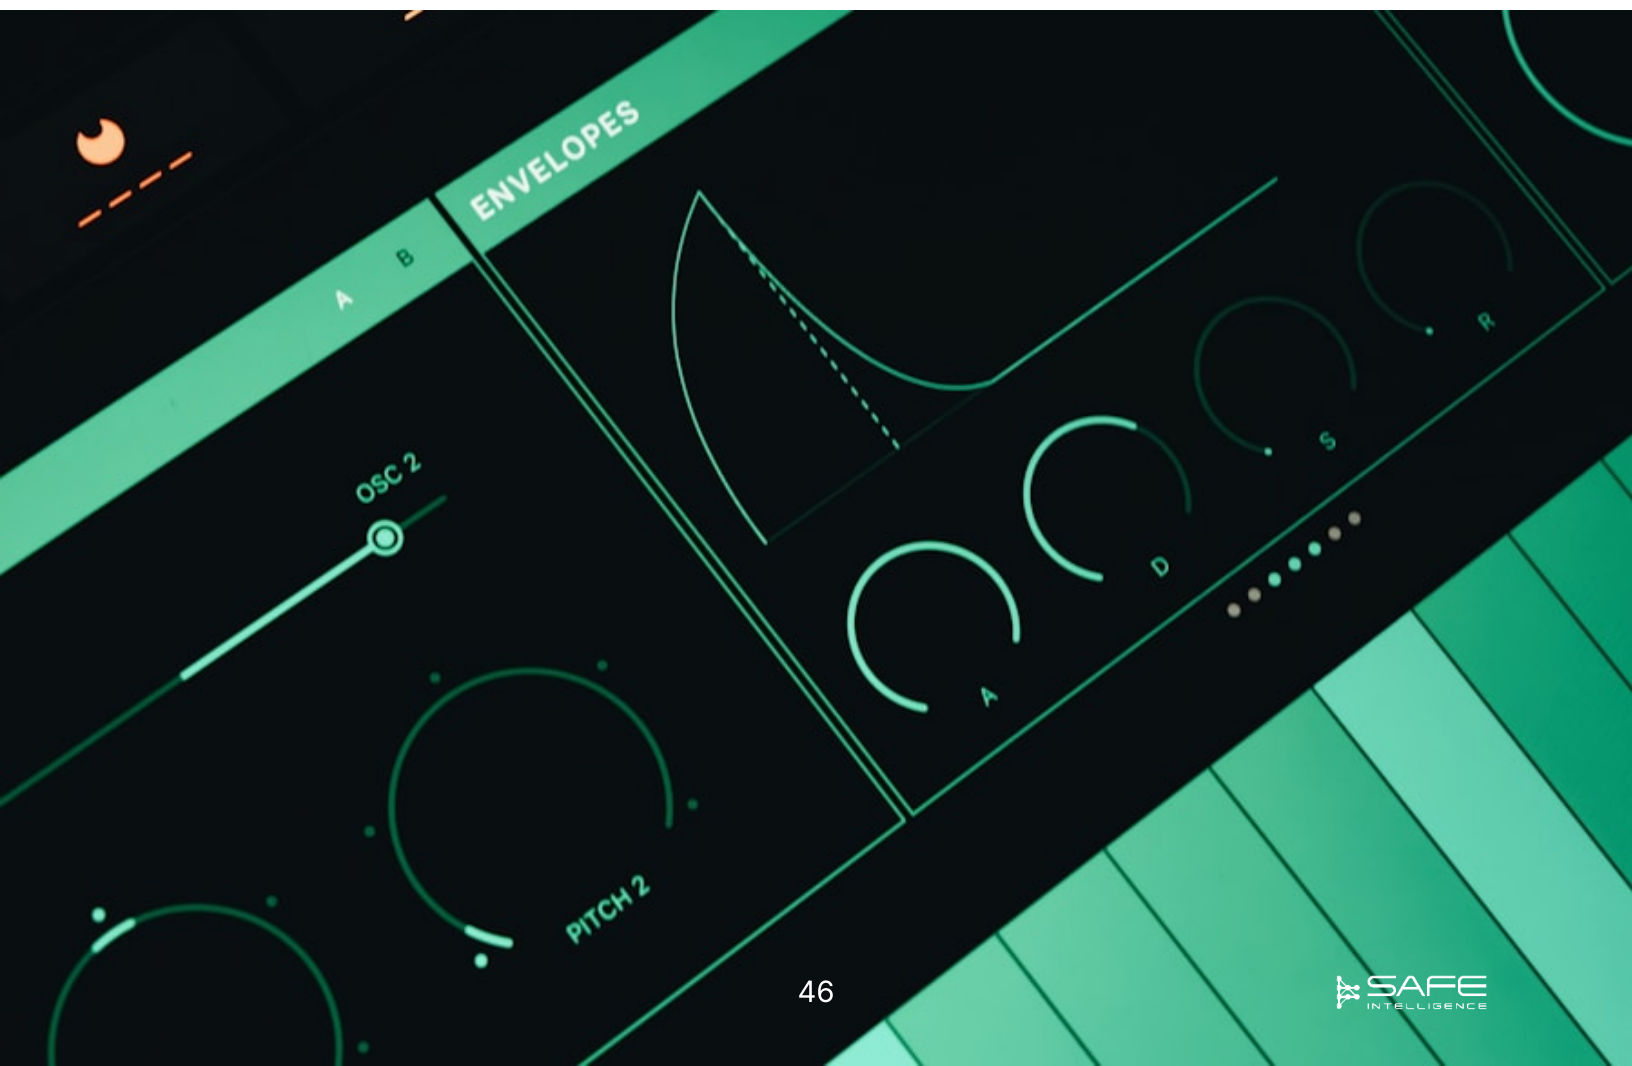 ENVELOPES
A
B
OSC 2
R
S
D
A
PITCH 2
46
SAFE
INTELLIGENCE